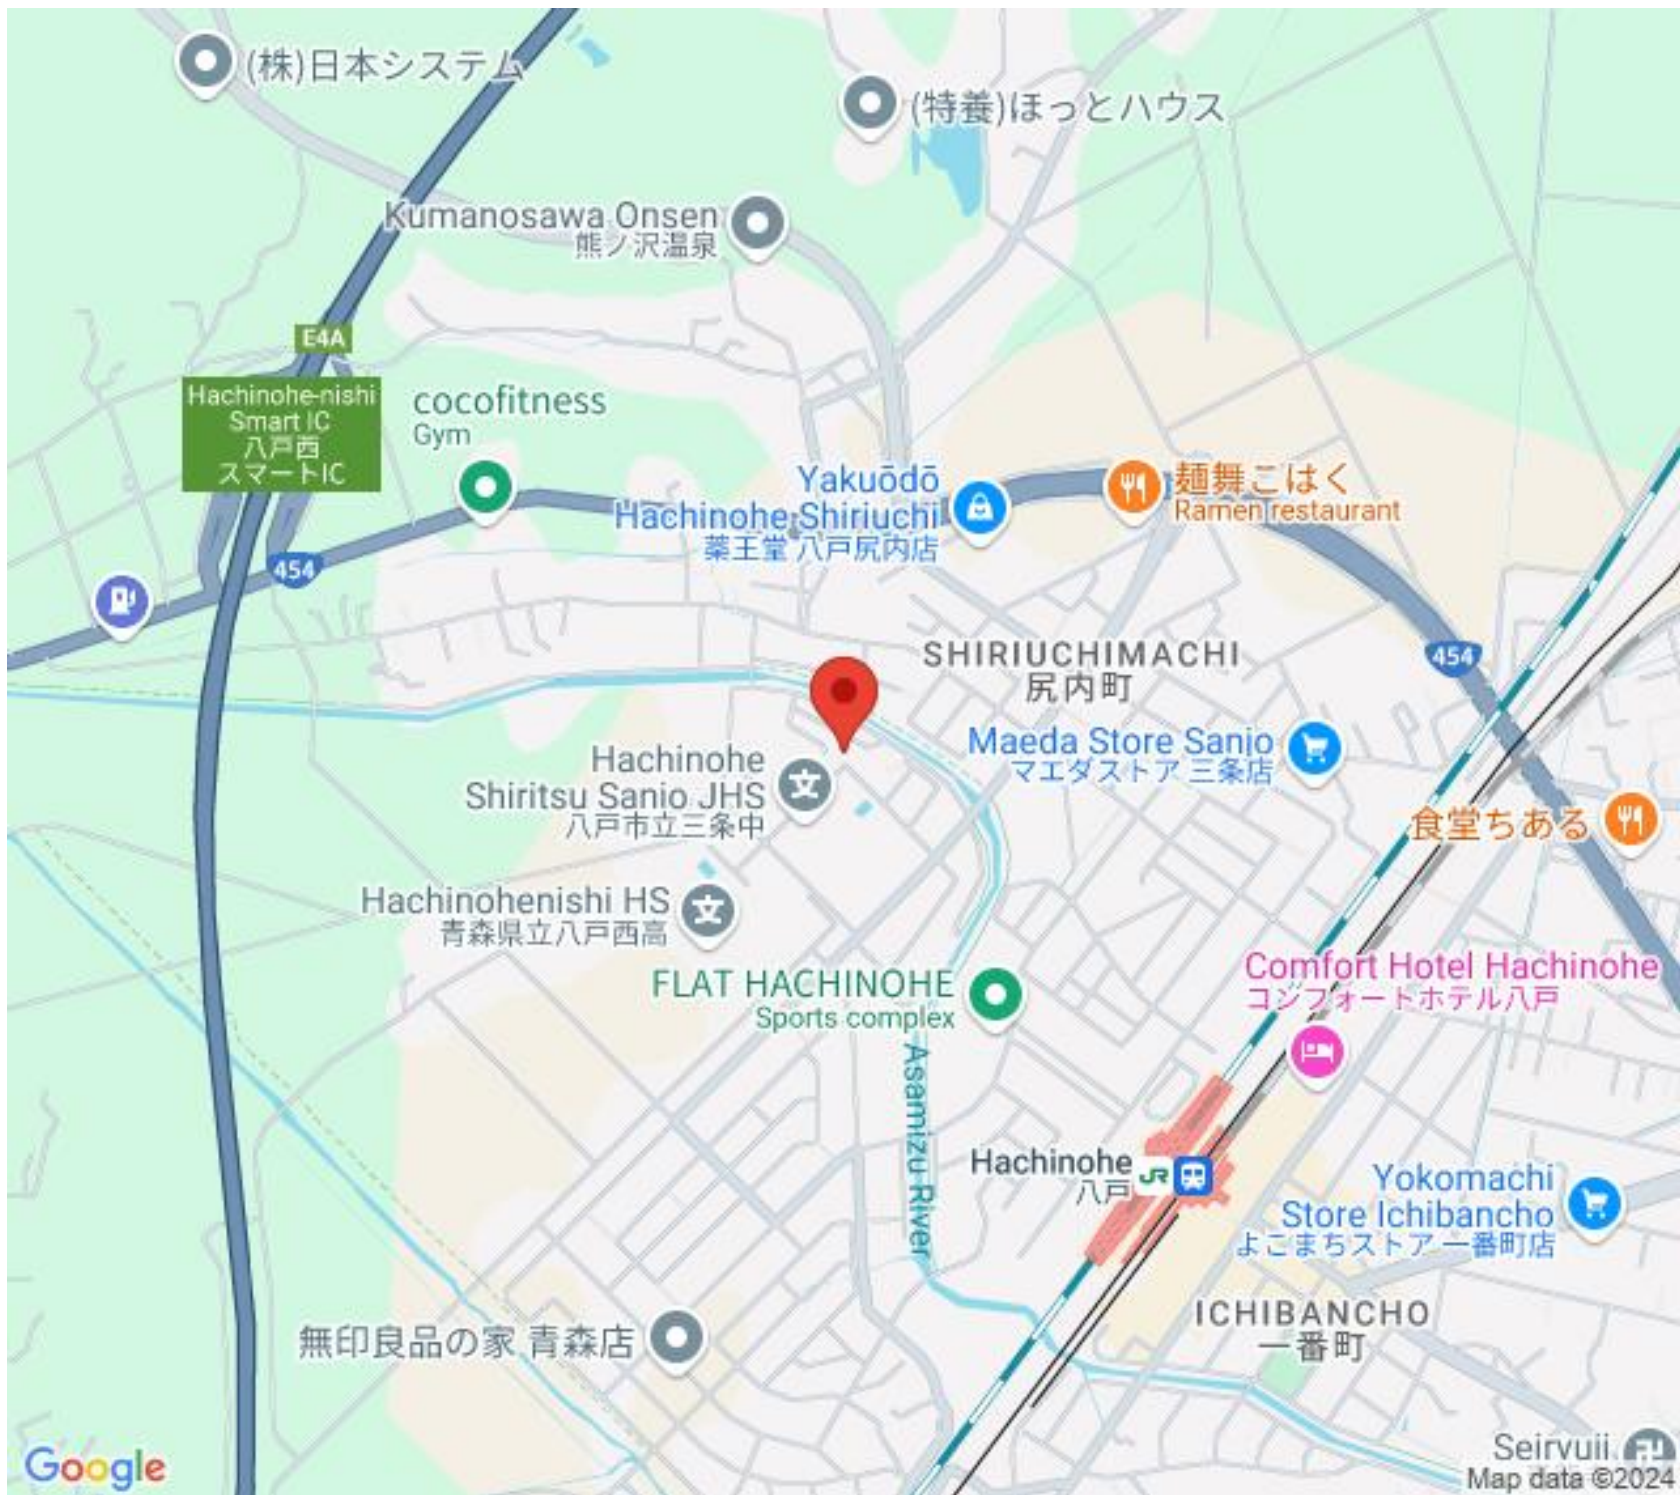 (株)日本システム
(特養)ほっとハウス
Kumanosawa Onsen
熊ノ沢温泉
E4A
Hachinohe-nishi
Smart IC
八戸西
スマートIC
cocofitness
Gym
Yakuōdō
Hachinohe Shiriuchi
薬王堂 八戸尻内店
麺舞こはく
Ramen restaurant
454
SHIRIUCHIMACHI
尻内町
454
Maeda Store Sanjo
マエダストア 三条店
Hachinohe
Shiritsu Sanjo JHS
八戸市立三条中
食堂ちある
Hachinohenishi HS
青森県立八戸西高
FLAT HACHINOHE
Sports complex
Comfort Hotel Hachinohe
コンフォートホテル八戸
Asamizu River
Hachinohe
八戸
JR
Yokomachi
Store Ichibancho
よこまちストア 一番町店
ICHIBANCHO
一番町
無印良品の家 青森店
Google
Map data ©2024